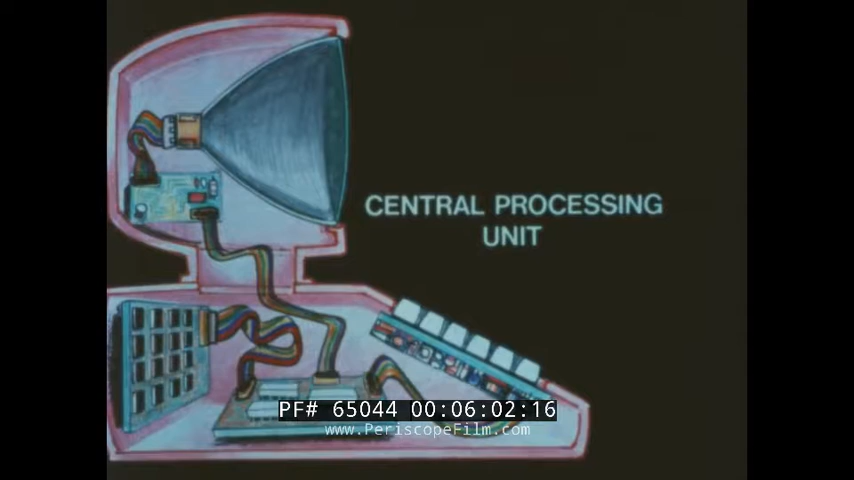 CENTRAL PROCESSING
UNIT
PF# 65044 00:06:02:16
www.PeriscopeFilm.com